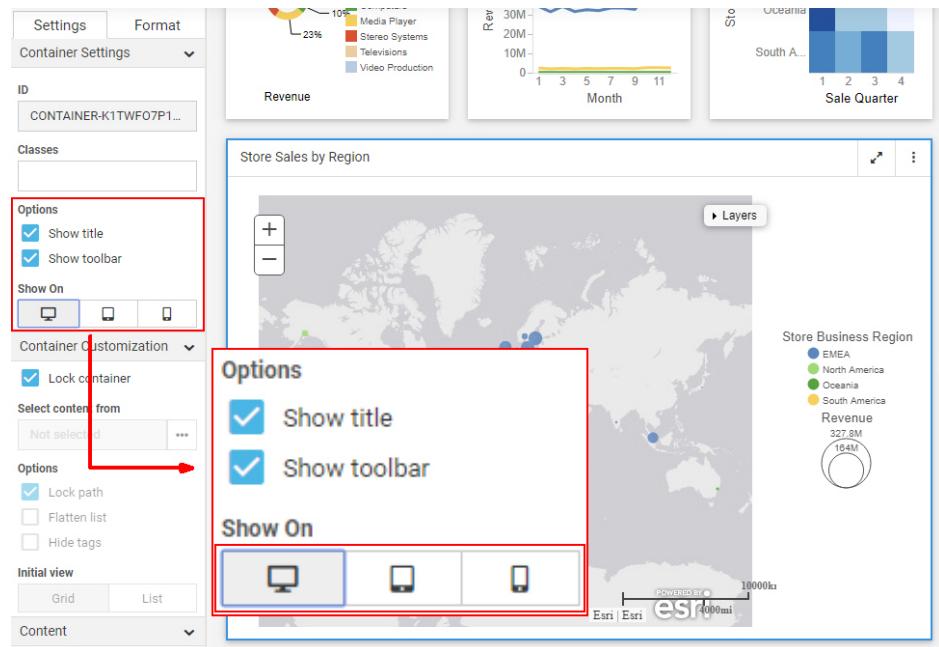 Settings
Format
Container Settings
ID
CONTAINER-K1TWFO7P1...
Classes
Options
Show title
Show toolbar
Show On
Container Customization
Lock container
Select content from
Not selected
Options
Lock path
Flatten list
Hide tags
Initial view
Grid
List
Content
10%
23%
Media Player
Stereo Systems
Televisions
Video Production
Revenue
30M
20M
10M
0
1 3 5 7 9 11
Month
Oceania
South A...
1 2 3 4
Sale Quarter
Store Sales by Region
+
−
Layers
Store Business Region
EMEA
North America
Oceania
South America
Revenue
327.8M
164M
Options
Show title
Show toolbar
Show On
POWERED BY
esri
Esri | Esri
4000mi